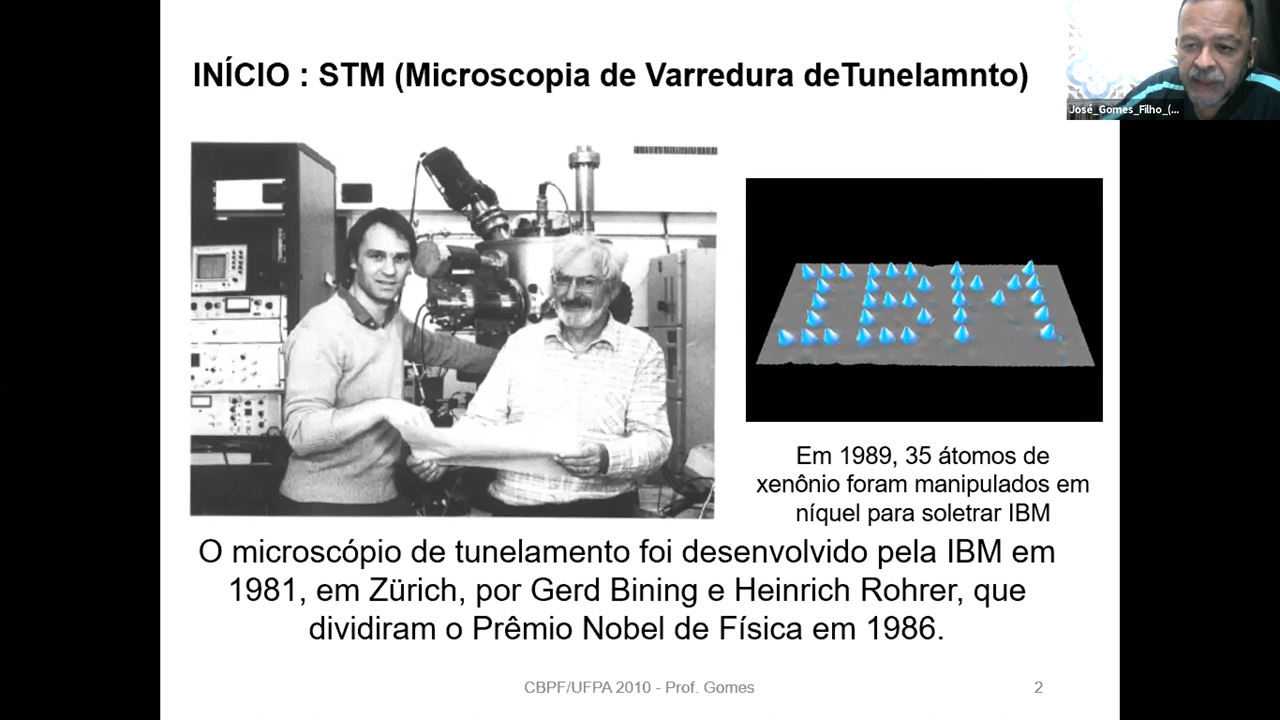 INÍCIO : STM (Microscopia de Varredura deTunelamnto)
José_Gomes_Filho_(...
Em 1989, 35 átomos de
xenônio foram manipulados em
níquel para soletrar IBM
O microscópio de tunelamento foi desenvolvido pela IBM em
1981, em Zürich, por Gerd Bining e Heinrich Rohrer, que
dividiram o Prêmio Nobel de Física em 1986.
CBPF/UFPA 2010 - Prof. Gomes
2
IBM